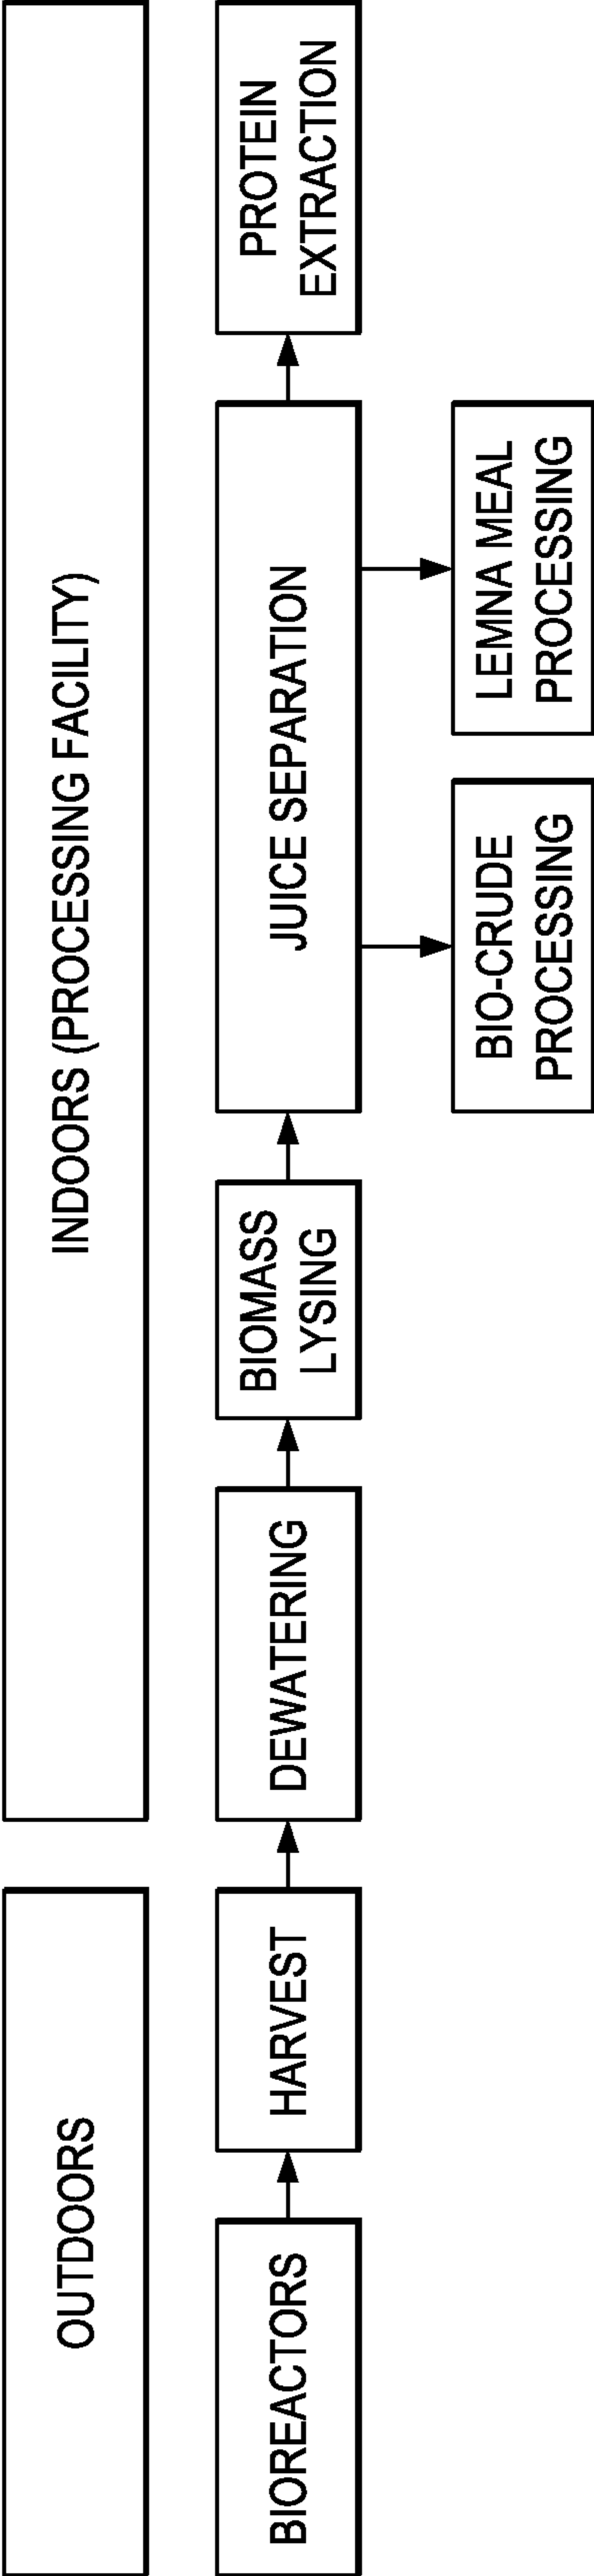 OUTDOORS
INDOORS (PROCESSING FACILITY)
BIOREACTORS
HARVEST
DEWATERING
BIOMASS
LYSING
JUICE SEPARATION
PROTEIN
EXTRACTION
BIO-CRUDE
PROCESSING
LEMNA MEAL
PROCESSING